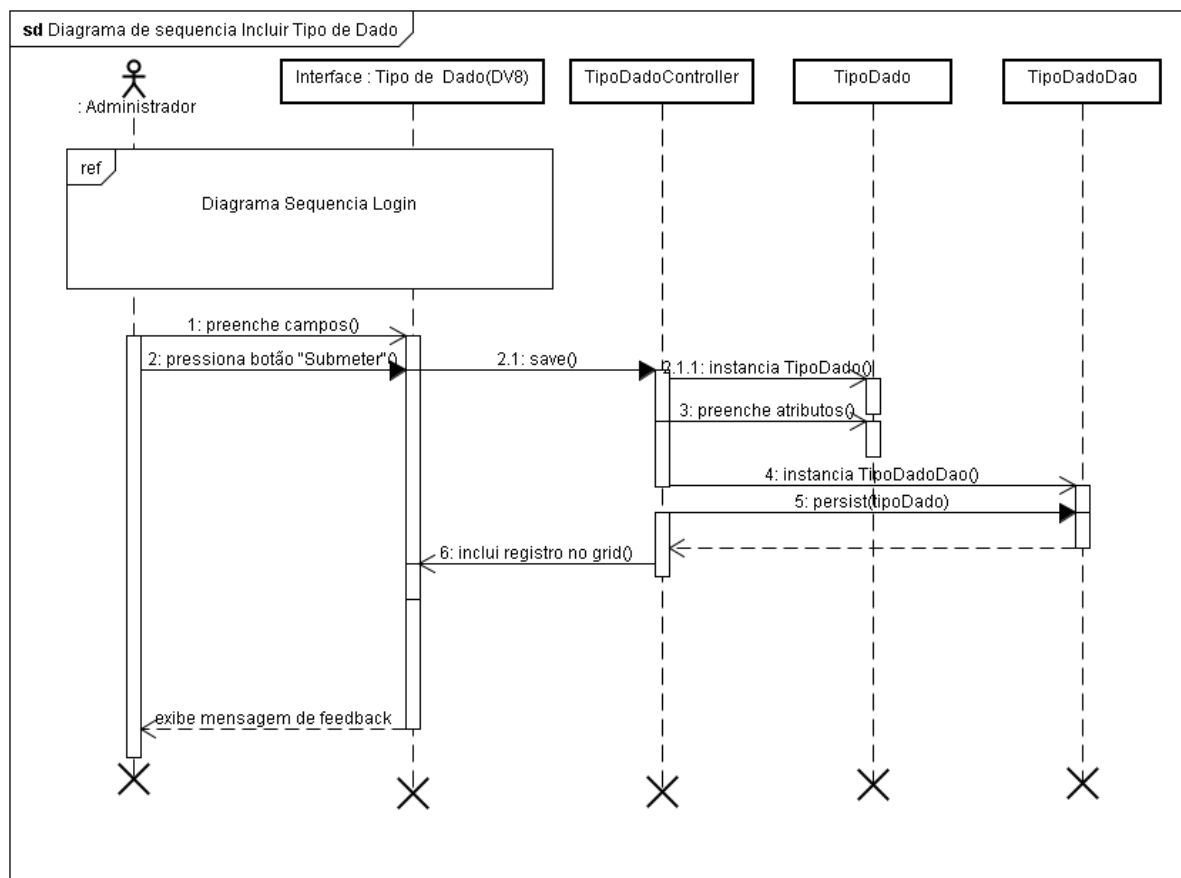 sd Diagrama de sequencia Incluir Tipo de Dado
: Administrador
Interface : Tipo de Dado(DV8)
TipoDadoController
TipoDado
TipoDadoDao
ref
Diagrama Sequencia Login
1: preenche campos()
2: pressiona botão "Submeter"()
2.1: save()
2.1.1: instancia TipoDado()
3: preenche atributos()
4: instancia TipoDadoDao()
5: persist(tipoDado)
6: inclui registro no grid()
exibe mensagem de feedback